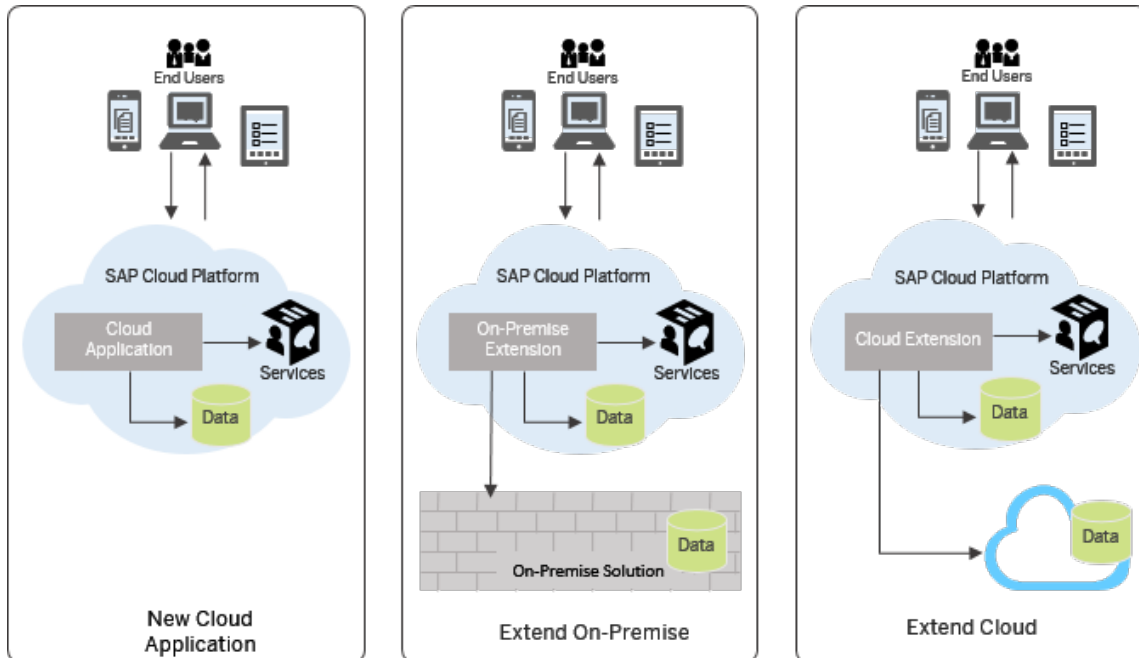 End Users
SAP Cloud Platform
Cloud
Application
Services
Data
New Cloud
Application
End Users
SAP Cloud Platform
On-Premise
Extension
Services
Data
Data
On-Premise Solution
Extend On-Premise
End Users
SAP Cloud Platform
Cloud Extension
Services
Data
Data
Extend Cloud